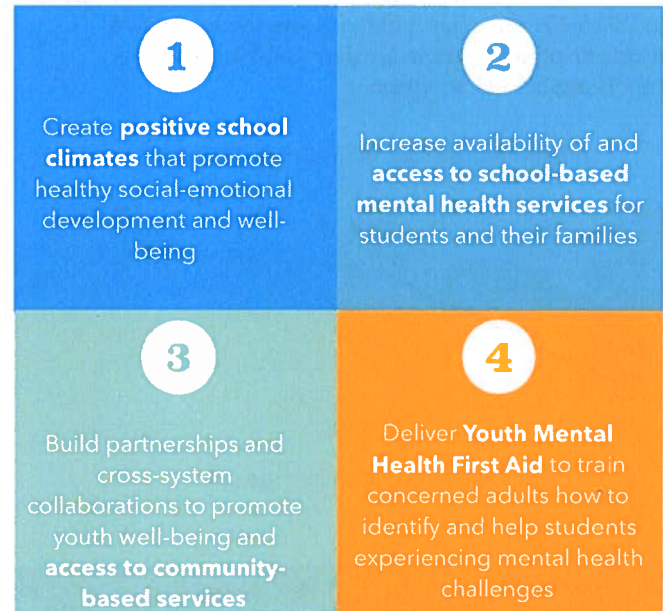 1
Create positive school
climates that promote
healthy social-emotional
development and well-
being
2
Increase availability of and
access to school-based
mental health services for
students and their families
3
Build partnerships and
cross-system
collaborations to promote
youth well-being and
access to community-
based services
4
Deliver Youth Mental
Health First Aid to train
concerned adults how to
identify and help students
experiencing mental health
challenges